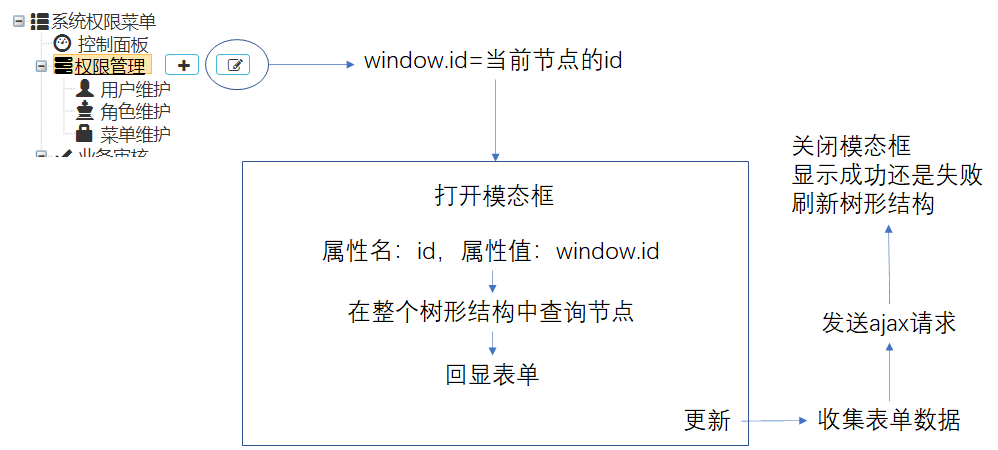 系统权限菜单
控制面板
权限管理
用户维护
角色维护
菜单维护
业务审核
window.id=当前节点的id
打开模态框
属性名：id，属性值：window.id
在整个树形结构中查询节点
回显表单
更新
收集表单数据
发送ajax请求
关闭模态框
显示成功还是失败
刷新树形结构